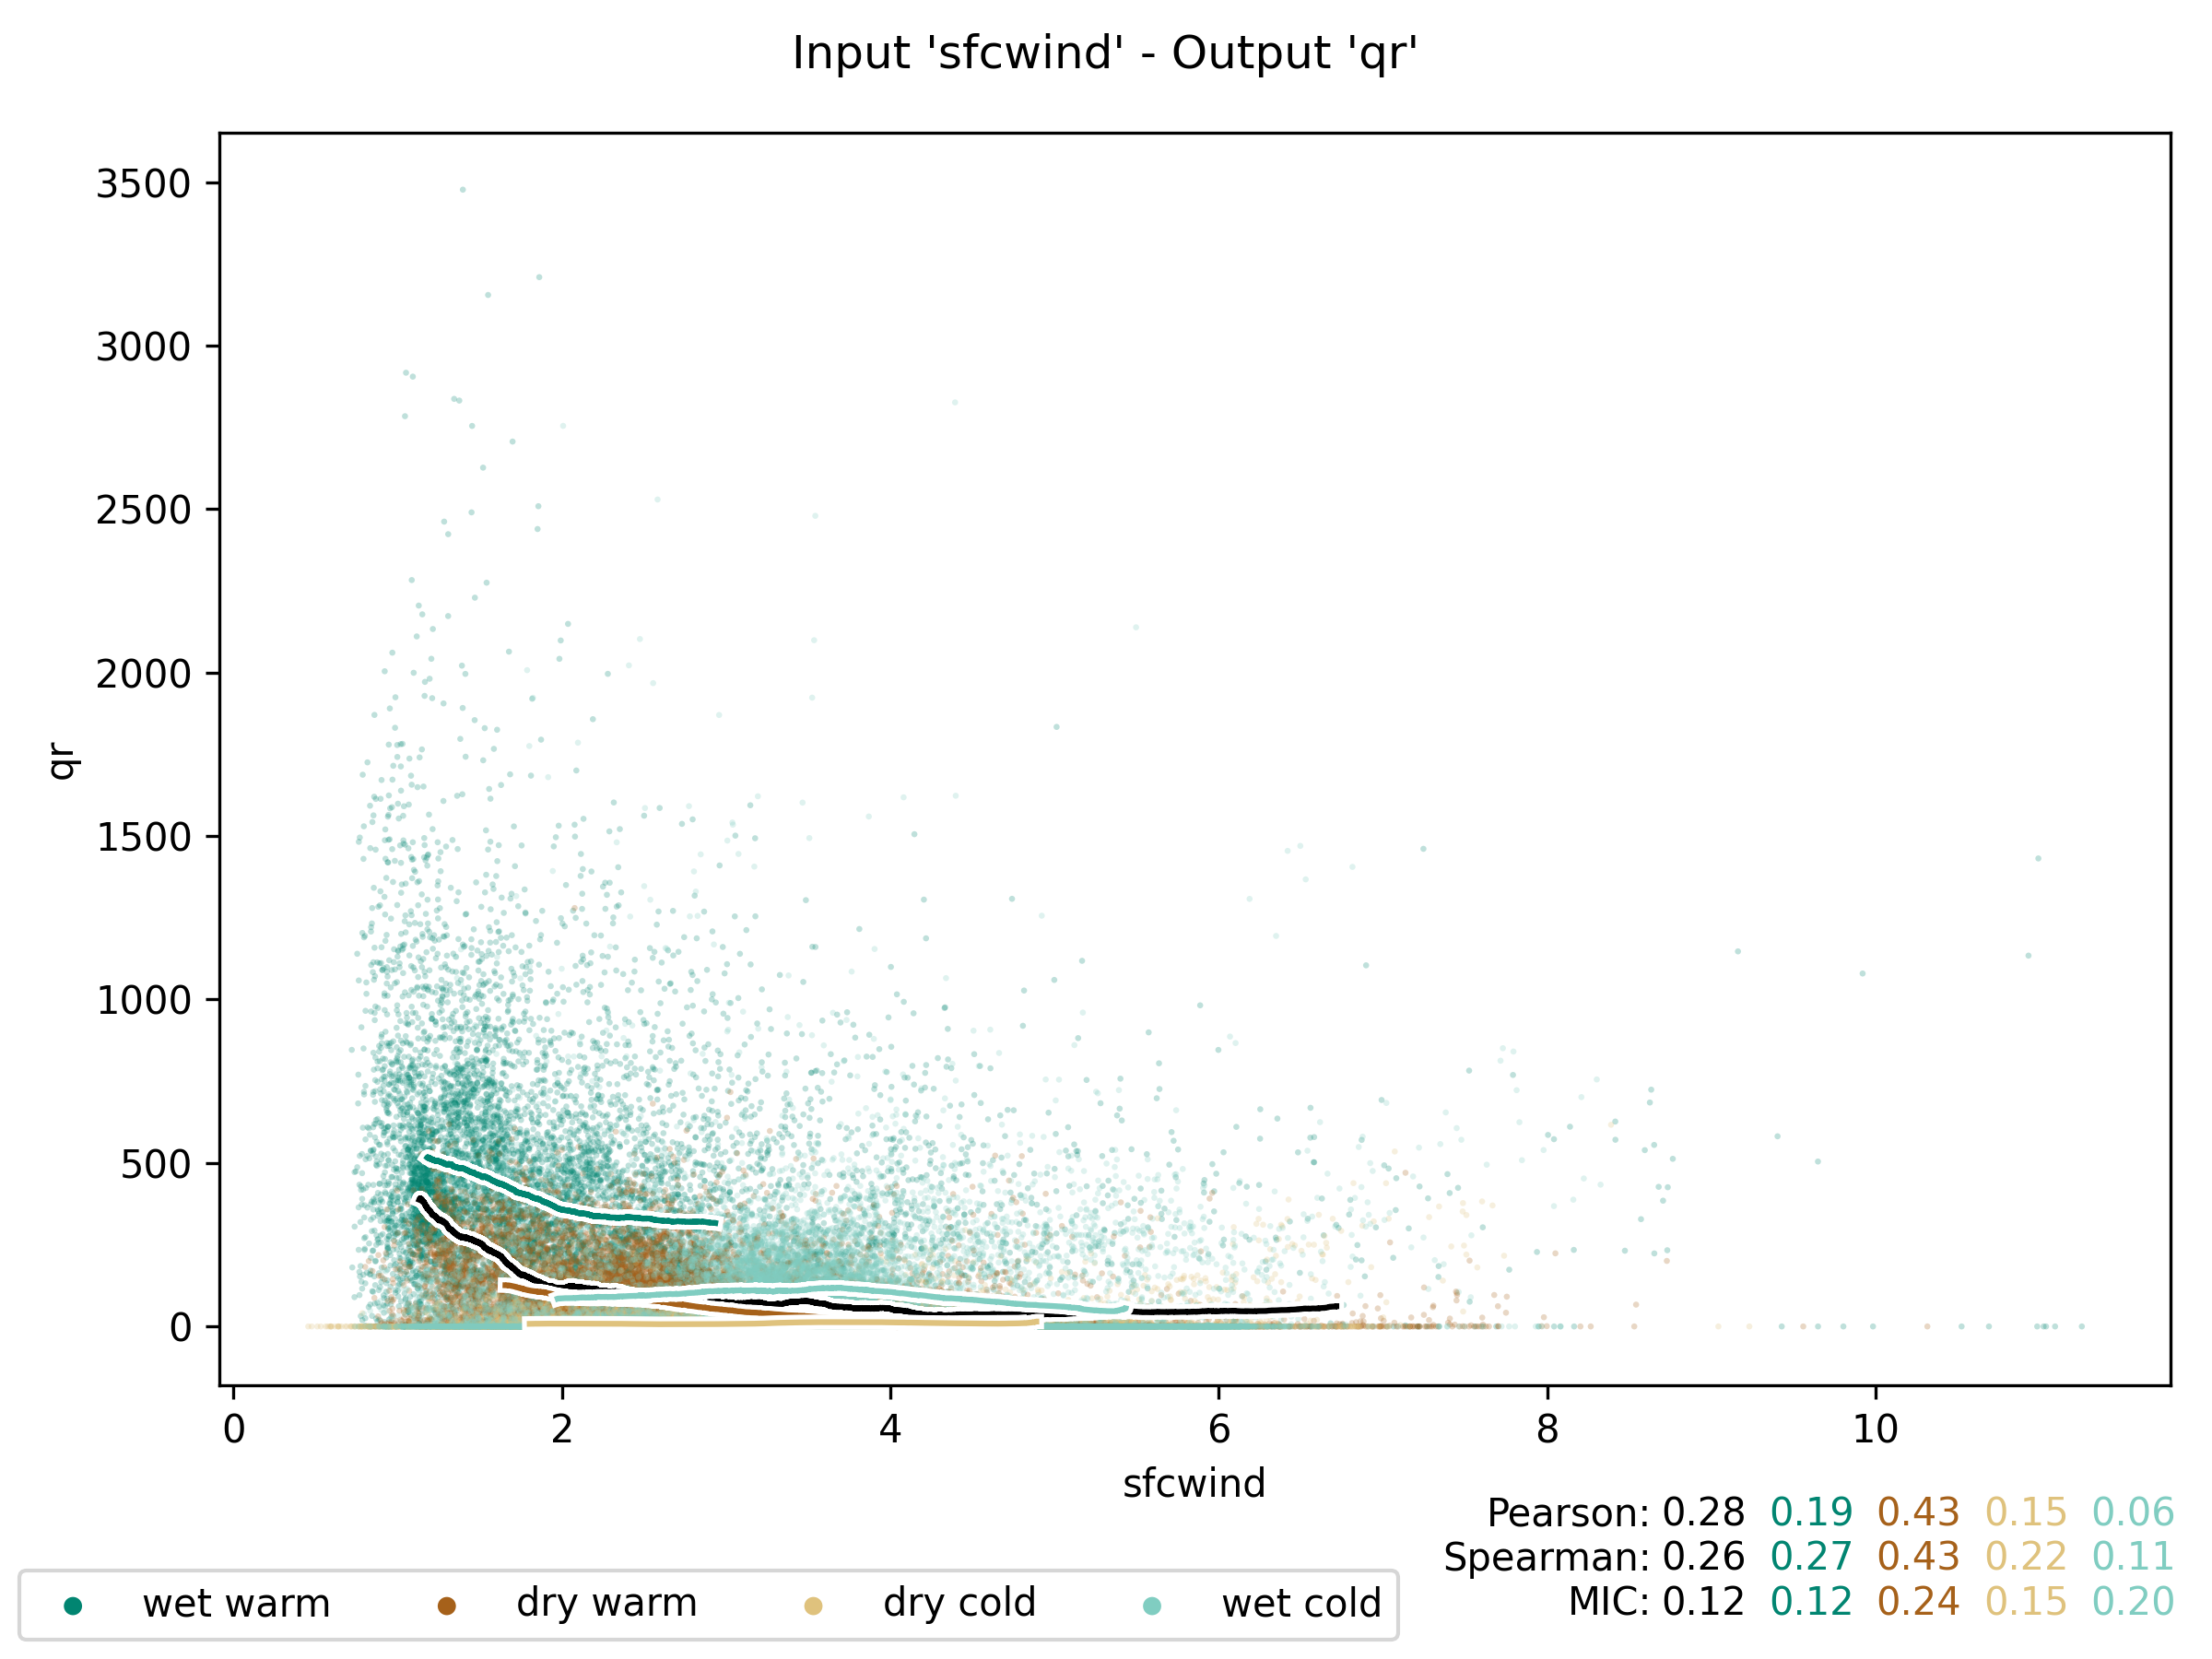 Input 'sfcwind' - Output 'qr'
3500
3000
2500
2000
1500
1000
500
0
qr
0 2 4 6 8 10
sfcwind
Pearson: 0.28 0.19 0.43 0.15 0.06
Spearman: 0.26 0.27 0.43 0.22 0.11
MIC: 0.12 0.12 0.24 0.15 0.20
wet warm dry warm dry cold wet cold